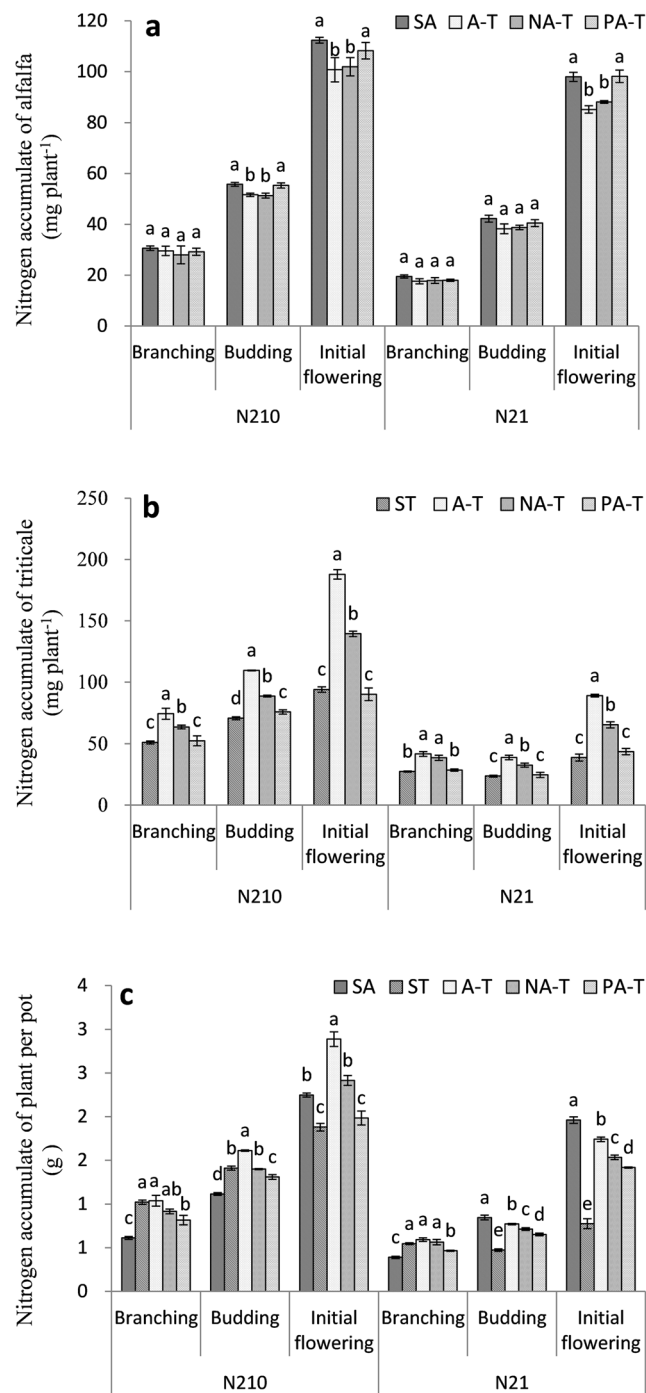 a
SA A-T NA-T PA-T
Nitrogen accumulate of alfalfa
(mg plant-1)
120
100
80
60
40
20
0
a a a a
a b b a
a b b a
a a a a
a a a a
a b b a
Branching Budding Initial flowering Branching Budding Initial flowering
N210 N21
b
ST A-T NA-T PA-T
Nitrogen accumulate of triticale
(mg plant-1)
250
200
150
100
50
0
c a b c
d a b c
c a b c
b a a b
c a b c
c a b c
Branching Budding Initial flowering Branching Budding Initial flowering
N210 N21
c
SA ST A-T NA-T PA-T
Nitrogen accumulate of plant per pot
(g)
4
3
3
2
2
1
1
0
c a a ab b
d b a b c
b c a b c
c a a a b
a e b c d
a e b c d
Branching Budding Initial flowering Branching Budding Initial flowering
N210 N21